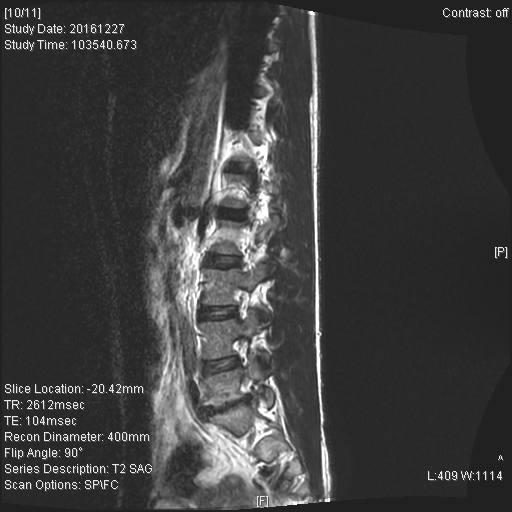 [10/11]
Study Date: 20161227
Study Time: 103540.673
Contrast: off
[P]
Slice Location: -20.42mm
TR: 2612msec
TE: 104msec
Recon Dinameter: 400mm
Flip Angle: 90°
Series Description: T2 SAG
Scan Options: SP\FC
^
L:409 W:1114
[F]